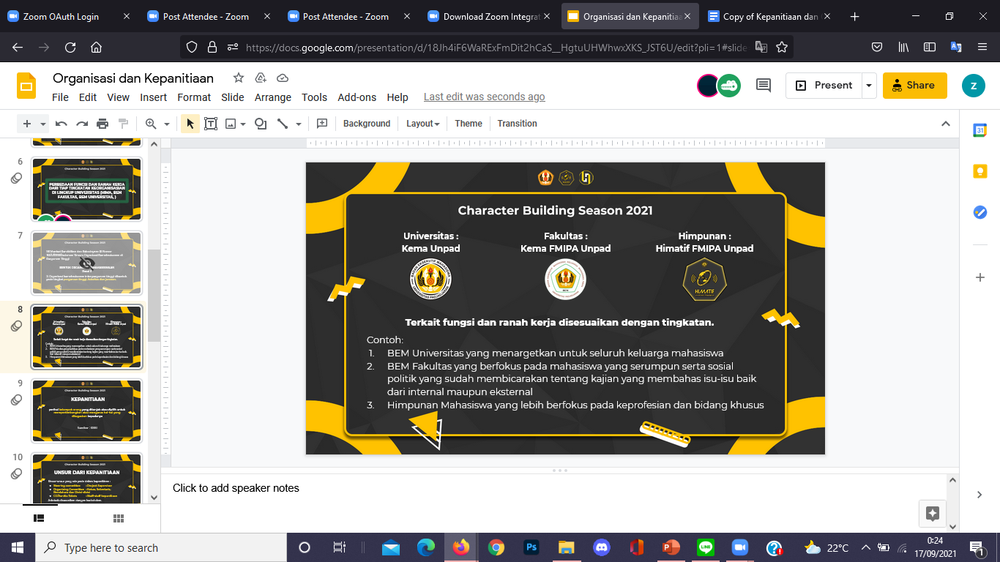 Zoom OAuth Login
Post Attendee - Zoom
Post Attendee - Zoom
Download Zoom Integrat
Organisasi dan Kepanitiaa
Copy of Kepanitiaan dan
https://docs.google.com/presentation/d/18Jh4iF6WaRExFmDit2hCaS__HgtuUHWhwxXKS_JST6U/edit?pli=1#slide
Organisasi dan Kepanitiaan
File Edit View Insert Format Slide Arrange Tools Add-ons Help Last edit was seconds ago
Present
Share
Z
Background Layout Theme Transition
31
6
Character Building Season 2021
PERBEDAAN FUNGSI DAN RANAH KERJA
DARI TIAP TINGKATAN KEORGANISASIAN
DI LINGKUP UNIVERSITAS (HIMA, BEM
FAKULTAS, BEM UNIVERSITAS, )
7
Character Building Season 2021
8
Character Building Season 2021
9
Character Building Season 2021
KEPANITIAAN
10
Character Building Season 2021
UNSUR DARI KEPANITIAAN
Character Building Season 2021
Universitas :
Kema Unpad
Fakultas :
Kema FMIPA Unpad
Himpunan :
Himatif FMIPA Unpad
HIMATIF
Terkait fungsi dan ranah kerja disesuaikan dengan tingkatan.
Contoh:
1. BEM Universitas yang menargetkan untuk seluruh keluarga mahasiswa
2. BEM Fakultas yang berfokus pada mahasiswa yang serumpun serta sosial
politik yang sudah membicarakan tentang kajian yang membahas isu-isu baik
dari internal maupun eksternal
3. Himpunan Mahasiswa yang lebih berfokus pada keprofesian dan bidang khusus
Click to add speaker notes
Type here to search
Ps
22°C
0:24
17/09/2021
1